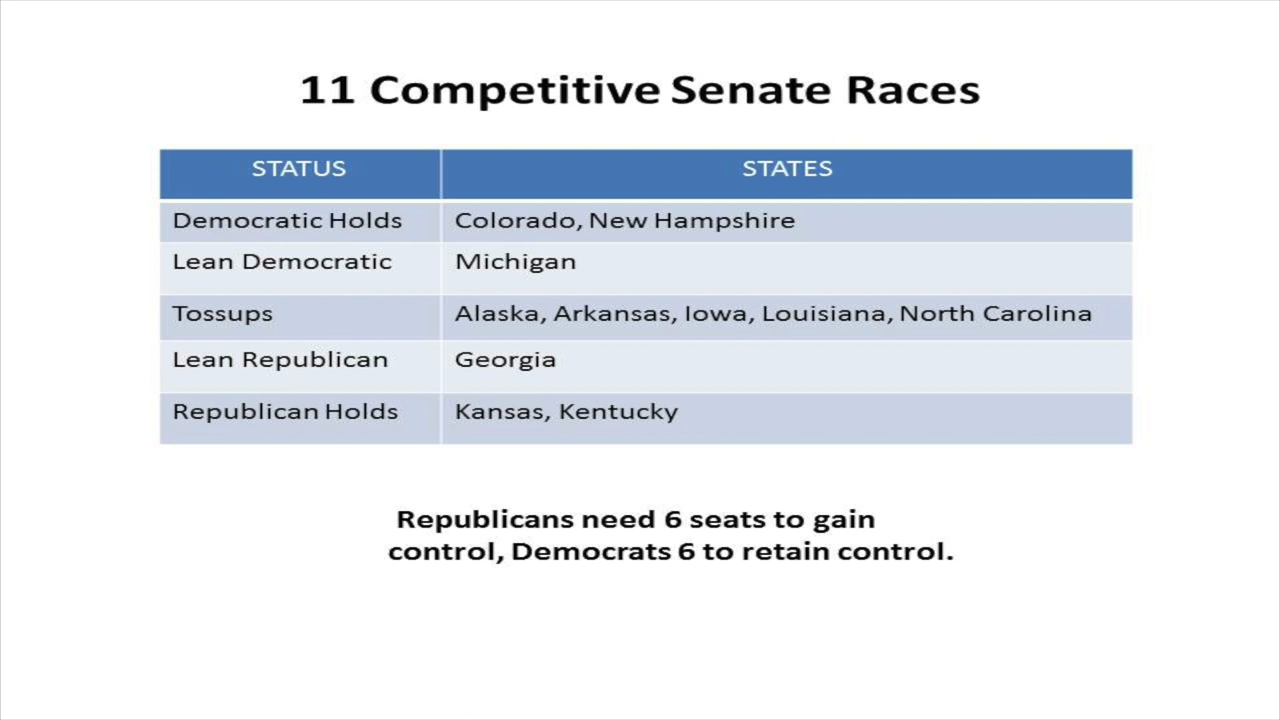 11 Competitive Senate Races
STATUS STATES
Democratic Holds Colorado, New Hampshire
Lean Democratic Michigan
Tossups Alaska, Arkansas, Iowa, Louisiana, North Carolina
Lean Republican Georgia
Republican Holds Kansas, Kentucky
Republicans need 6 seats to gain
control, Democrats 6 to retain control.